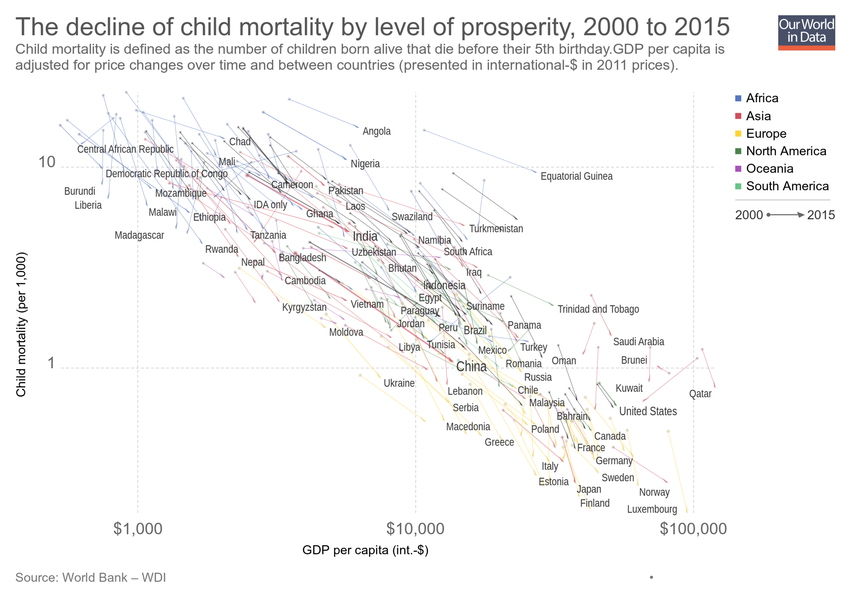 The decline of child mortality by level of prosperity, 2000 to 2015
Our World
in Data
Child mortality is defined as the number of children born alive that die before their 5th birthday.GDP per capita is
adjusted for price changes over time and between countries (presented in international-$ in 2011 prices).
Africa
Asia
Europe
North America
Oceania
South America
2000
2015
Child mortality (per 1,000)
10
1
Angola
Chad
Central African Republic
Mali
Nigeria
Democratic Republic of Congo
Equatorial Guinea
Burundi
Mozambique
Cameroon
Pakistan
Liberia
IDA only
Laos
Malawi
Ethiopia
Ghana
Swaziland
Turkmenistan
Madagascar
Tanzania
India
Namibia
Rwanda
Uzbekistan
South Africa
Nepal
Bangladesh
Bhutan
Iraq
Cambodia
Indonesia
Kyrgyzstan
Vietnam
Egypt
Suriname
Paraguay
Trinidad and Tobago
Moldova
Jordan
Peru
Brazil
Panama
Libya
Tunisia
Mexico
Turkey
Saudi Arabia
China
Romania
Oman
Brunei
Ukraine
Russia
Lebanon
Chile
Kuwait
Qatar
Serbia
Malaysia
United States
Macedonia
Bahrain
Poland
Canada
Greece
France
Germany
Italy
Estonia
Sweden
Japan
Norway
Finland
Luxembourg
$1,000
$10,000
$100,000
GDP per capita (int.-$)
Source: World Bank – WDI